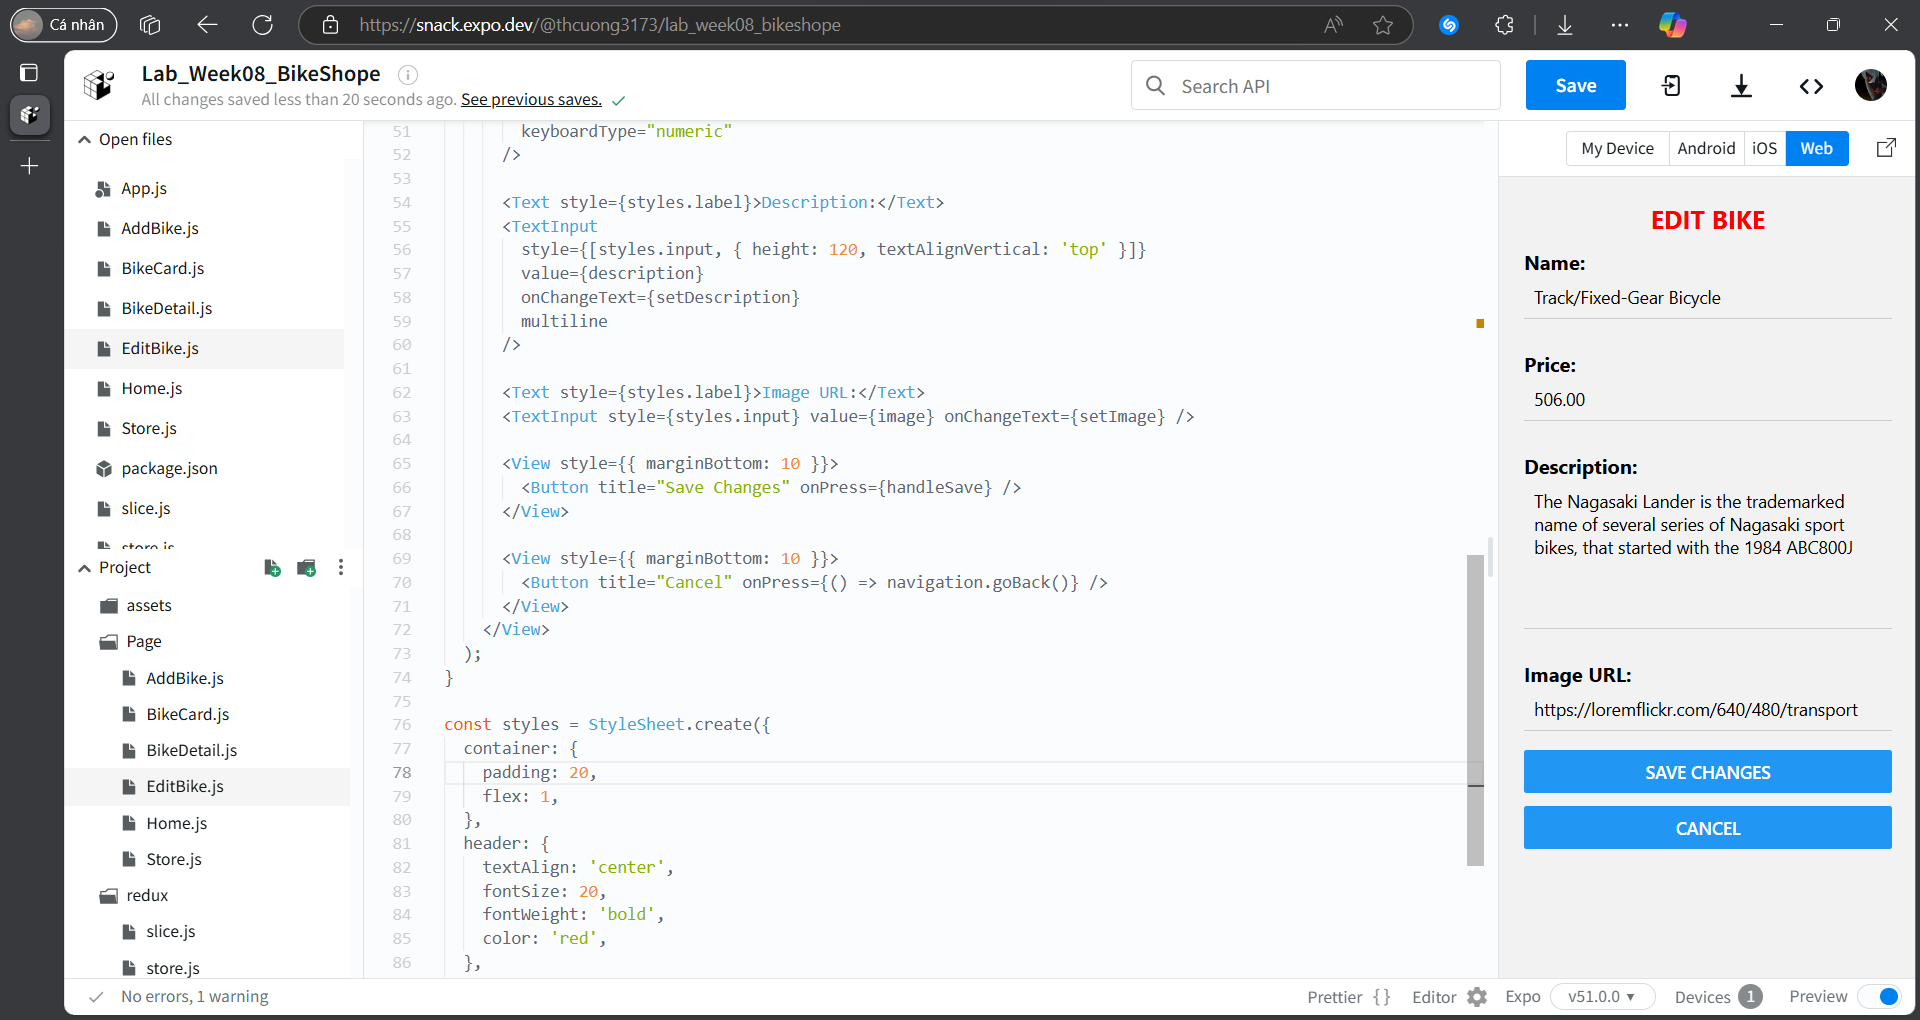 Cá nhân
https://snack.expo.dev/@thcuong3173/lab_week08_bikeshope
Lab_Week08_BikeShope
All changes saved less than 20 seconds ago. See previous saves.
Search API
Save
Open files
App.js
AddBike.js
BikeCard.js
BikeDetail.js
EditBike.js
Home.js
Store.js
package.json
slice.js
store.js
Project
assets
Page
AddBike.js
BikeCard.js
BikeDetail.js
EditBike.js
Home.js
Store.js
redux
slice.js
store.js
51 keyboardType="numeric"
52 />
53
54 <Text style={styles.label}>Description:</Text>
55 <TextInput
56 style={[styles.input, { height: 120, textAlignVertical: 'top' }]}
57 value={description}
58 onChangeText={setDescription}
59 multiline
60 />
61
62 <Text style={styles.label}>Image URL:</Text>
63 <TextInput style={styles.input} value={image} onChangeText={setImage} />
64
65 <View style={{ marginBottom: 10 }}>
66 <Button title="Save Changes" onPress={handleSave} />
67 </View>
68
69 <View style={{ marginBottom: 10 }}>
70 <Button title="Cancel" onPress={() => navigation.goBack()} />
71 </View>
72 </View>
73 );
74 }
75
76 const styles = StyleSheet.create({
77 container: {
78 padding: 20,
79 flex: 1,
80 },
81 header: {
82 textAlign: 'center',
83 fontSize: 20,
84 fontWeight: 'bold',
85 color: 'red',
86 },
My Device Android iOS Web
EDIT BIKE
Name:
Track/Fixed-Gear Bicycle
Price:
506.00
Description:
The Nagasaki Lander is the trademarked
name of several series of Nagasaki sport
bikes, that started with the 1984 ABC800J
Image URL:
https://loremflickr.com/640/480/transport
SAVE CHANGES
CANCEL
No errors, 1 warning
Prettier {} Editor Expo v51.0.0 Devices 1 Preview